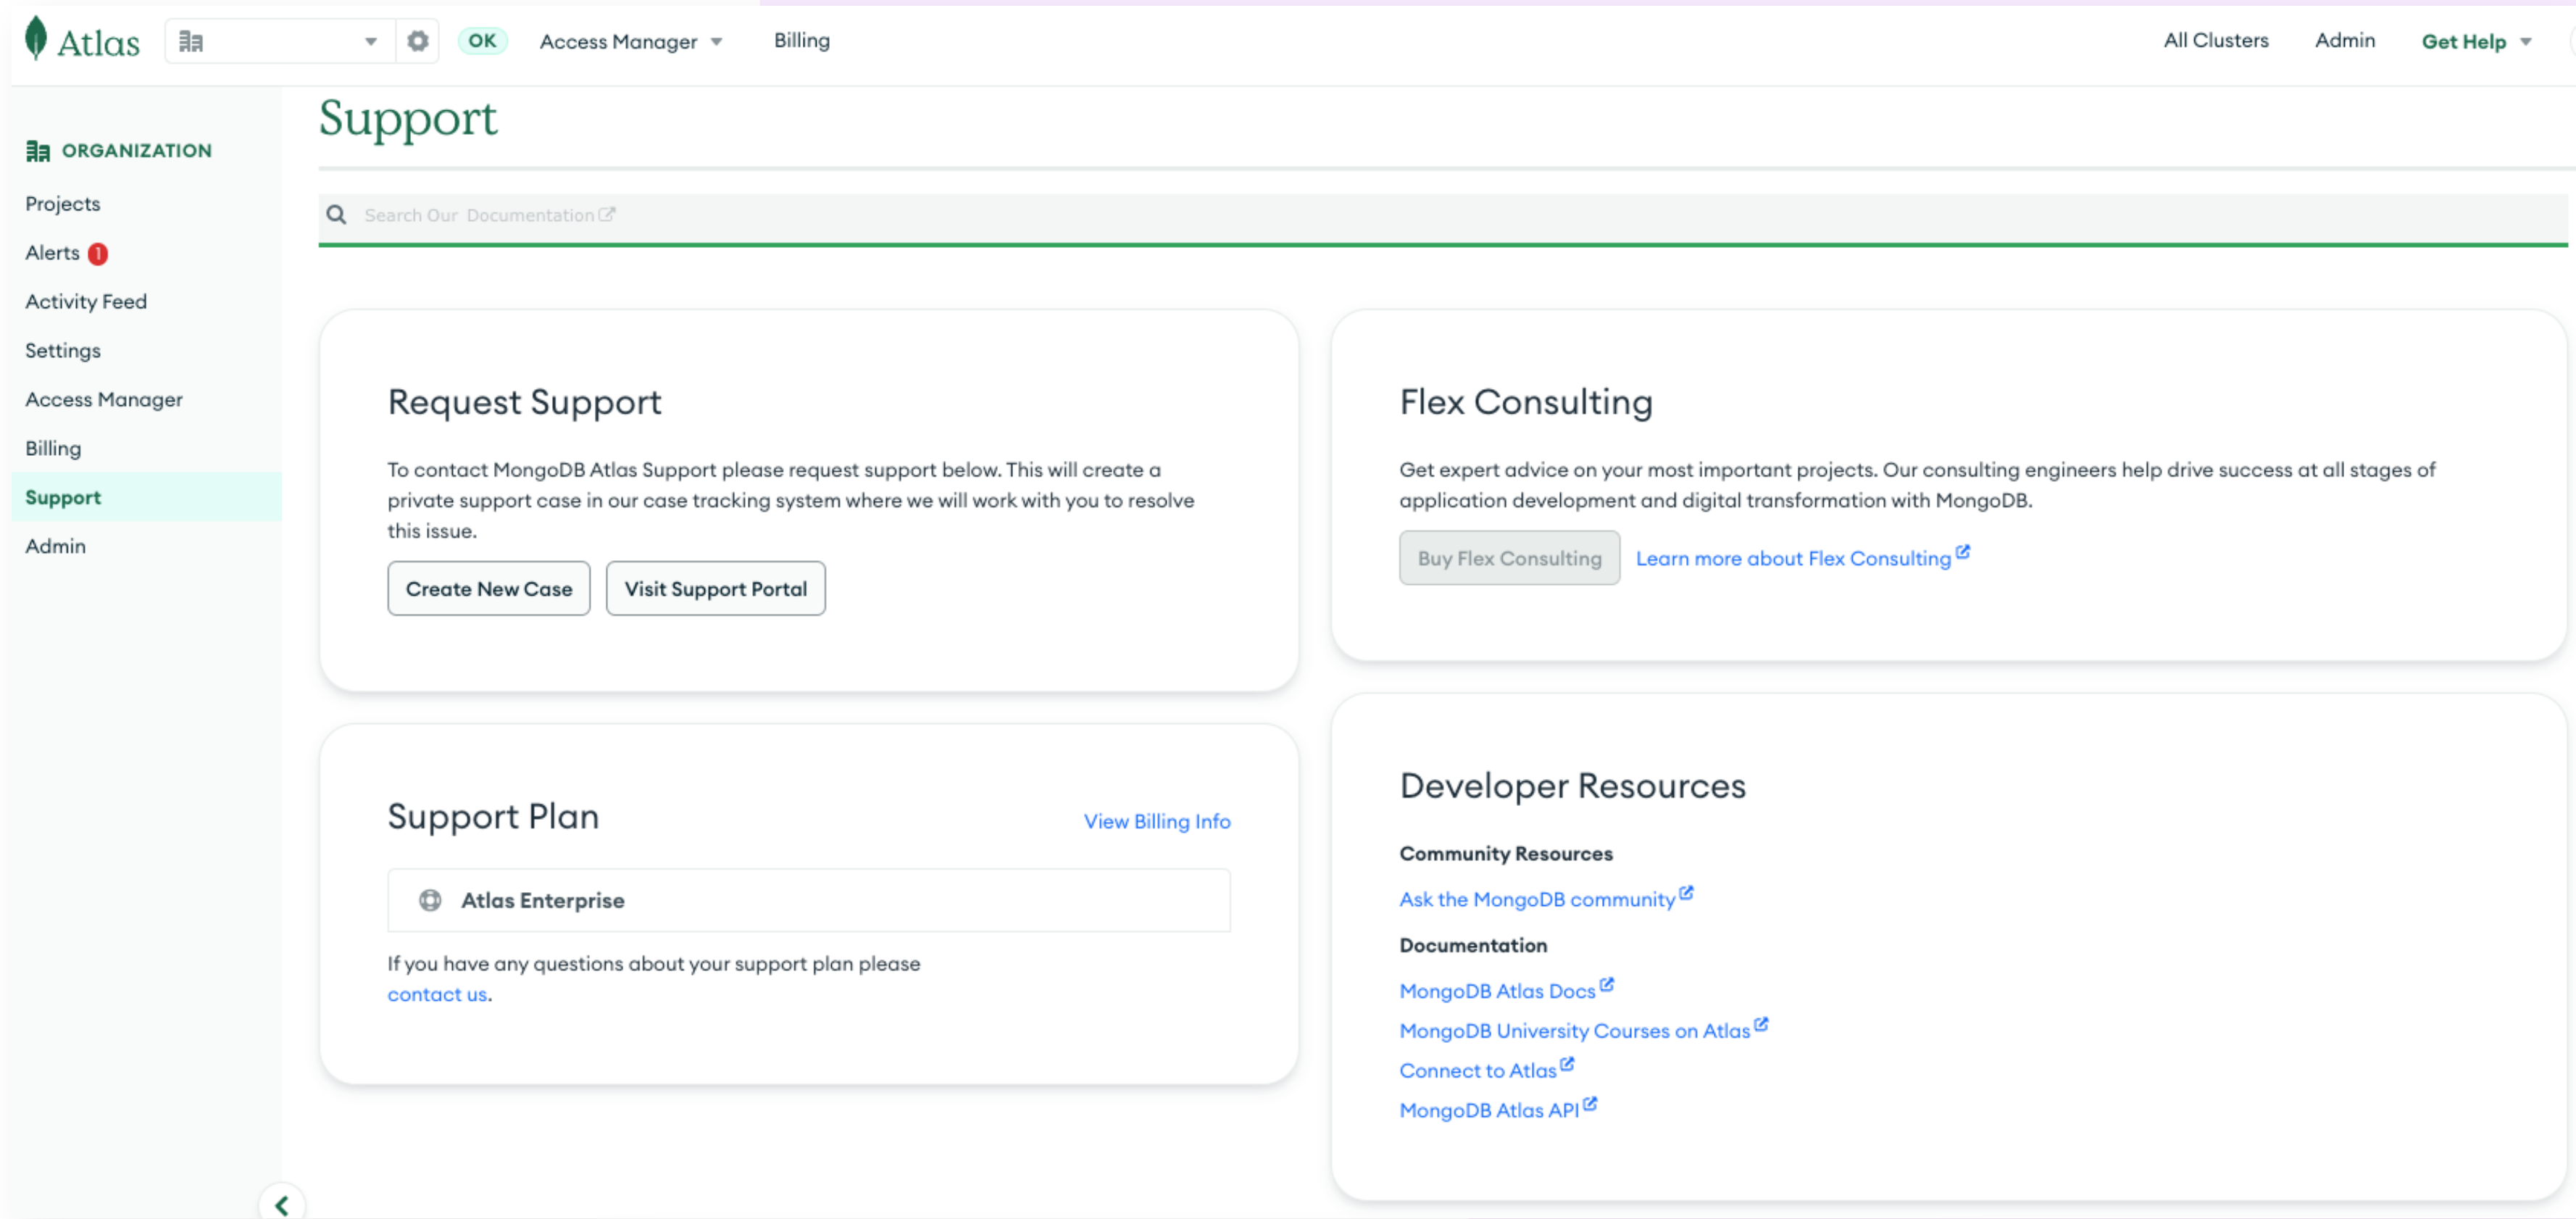 Atlas
OK
Access Manager
Billing
All Clusters
Admin
Get Help
ORGANIZATION
Projects
Alerts 1
Activity Feed
Settings
Access Manager
Billing
Support
Admin
Support
Search Our Documentation
Request Support
To contact MongoDB Atlas Support please request support below. This will create a
private support case in our case tracking system where we will work with you to resolve
this issue.
Create New Case
Visit Support Portal
Support Plan
View Billing Info
Atlas Enterprise
If you have any questions about your support plan please
contact us.
Flex Consulting
Get expert advice on your most important projects. Our consulting engineers help drive success at all stages of
application development and digital transformation with MongoDB.
Buy Flex Consulting
Learn more about Flex Consulting
Developer Resources
Community Resources
Ask the MongoDB community
Documentation
MongoDB Atlas Docs
MongoDB University Courses on Atlas
Connect to Atlas
MongoDB Atlas API